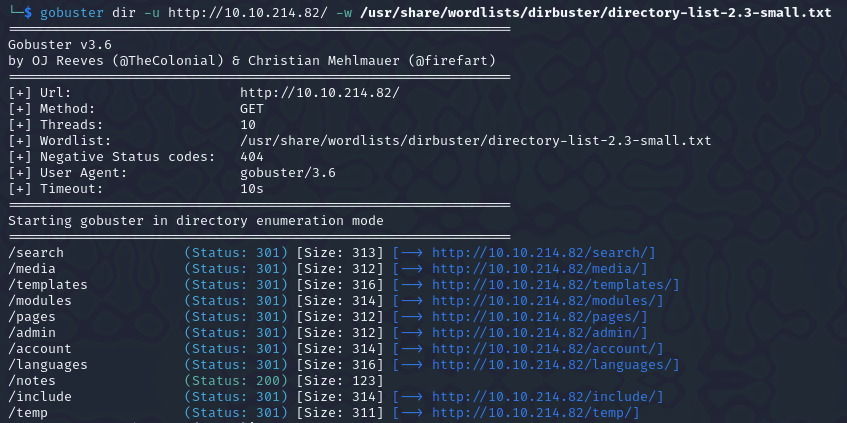 └─$ gobuster dir -u http://10.10.214.82/ -w /usr/share/wordlists/dirbuster/directory-list-2.3-small.txt
===============================================================
Gobuster v3.6
by OJ Reeves (@TheColonial) & Christian Mehlmauer (@firefart)
===============================================================
[+] Url:                     http://10.10.214.82/
[+] Method:                  GET
[+] Threads:                 10
[+] Wordlist:                /usr/share/wordlists/dirbuster/directory-list-2.3-small.txt
[+] Negative Status codes:   404
[+] User Agent:              gobuster/3.6
[+] Timeout:                 10s
===============================================================
Starting gobuster in directory enumeration mode
===============================================================
/search               (Status: 301) [Size: 313] [--> http://10.10.214.82/search/]
/media                (Status: 301) [Size: 312] [--> http://10.10.214.82/media/]
/templates            (Status: 301) [Size: 316] [--> http://10.10.214.82/templates/]
/modules              (Status: 301) [Size: 314] [--> http://10.10.214.82/modules/]
/pages                (Status: 301) [Size: 312] [--> http://10.10.214.82/pages/]
/admin                (Status: 301) [Size: 312] [--> http://10.10.214.82/admin/]
/account              (Status: 301) [Size: 314] [--> http://10.10.214.82/account/]
/languages            (Status: 301) [Size: 316] [--> http://10.10.214.82/languages/]
/notes                (Status: 200) [Size: 123]
/include              (Status: 301) [Size: 314] [--> http://10.10.214.82/include/]
/temp                 (Status: 301) [Size: 311] [--> http://10.10.214.82/temp/]